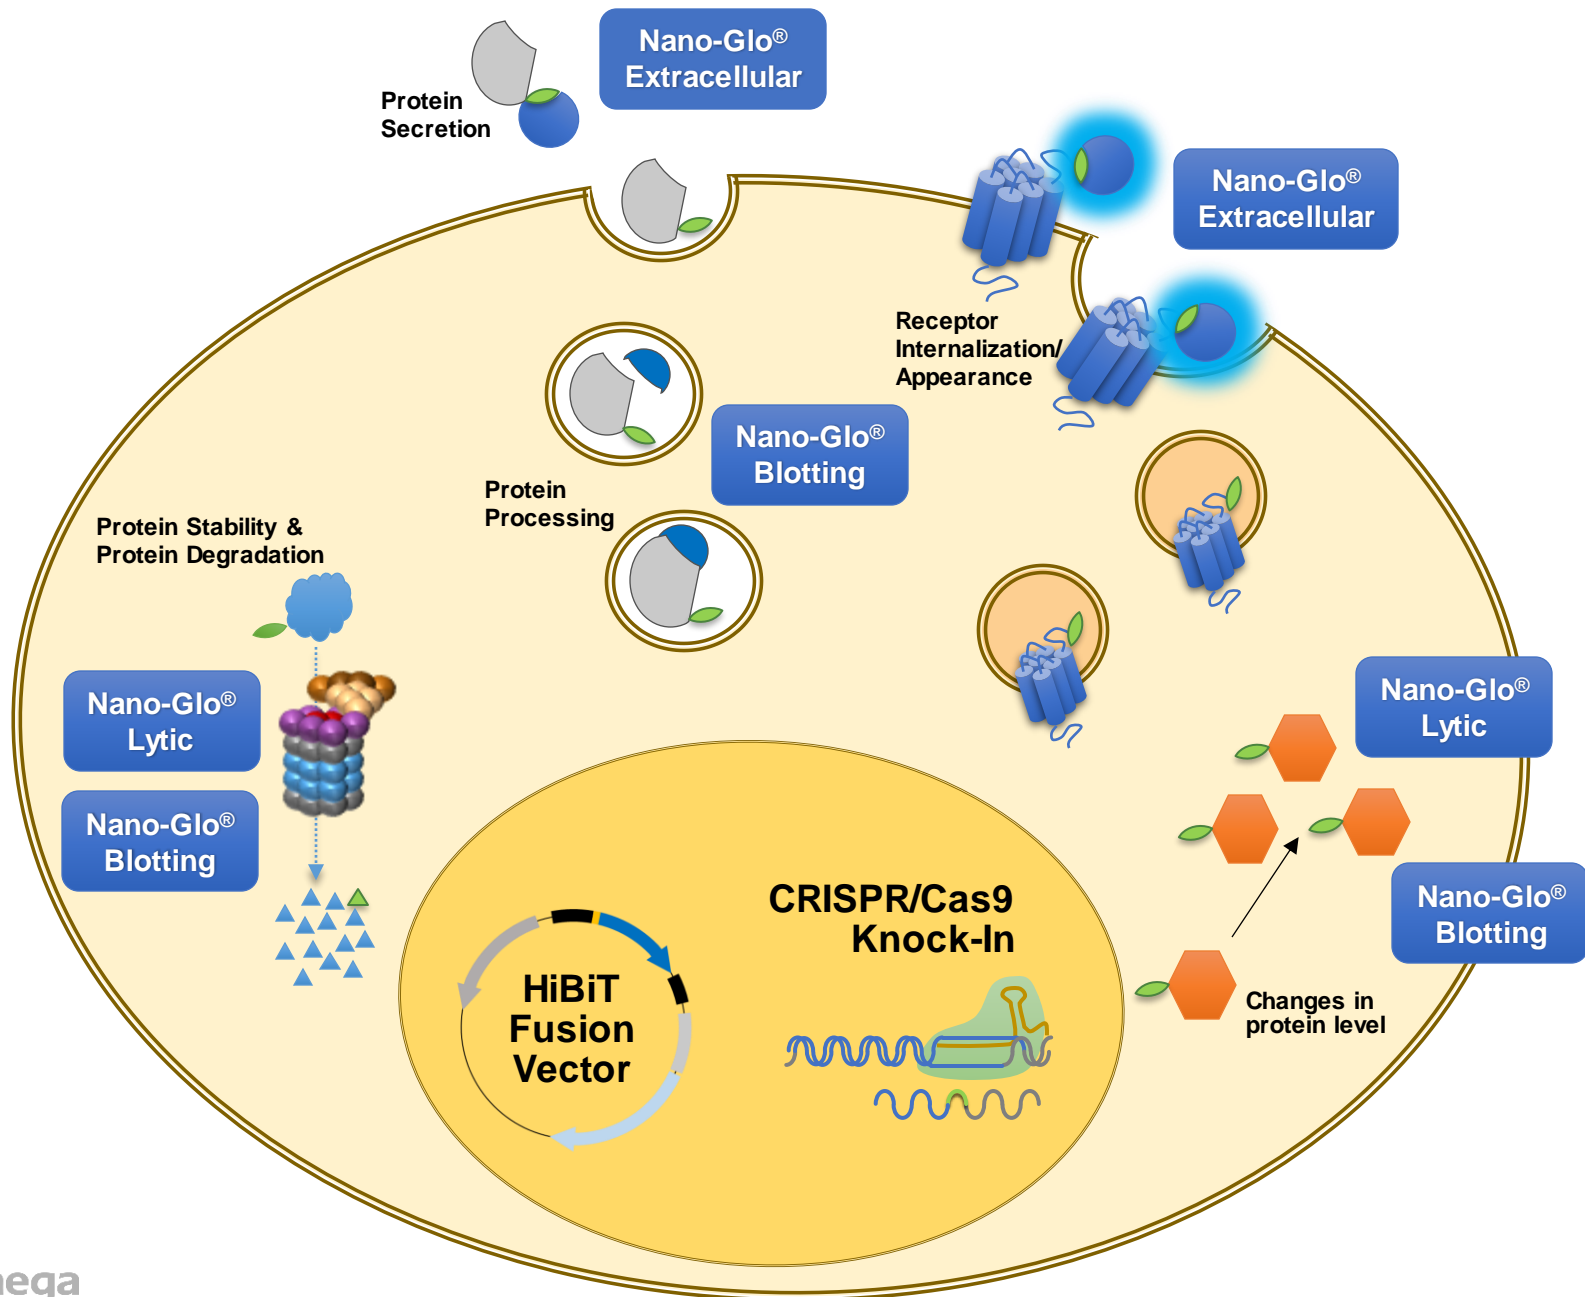 Nano-Glo®
Extracellular
Protein
Secretion
Nano-Glo®
Extracellular
Receptor
Internalization/
Appearance
Nano-Glo®
Blotting
Protein
Processing
Protein Stability &
Protein Degradation
Nano-Glo®
Lytic
Nano-Glo®
Blotting
Nano-Glo®
Lytic
Nano-Glo®
Blotting
Changes in
protein level
CRISPR/Cas9
Knock-In
HiBiT
Fusion
Vector